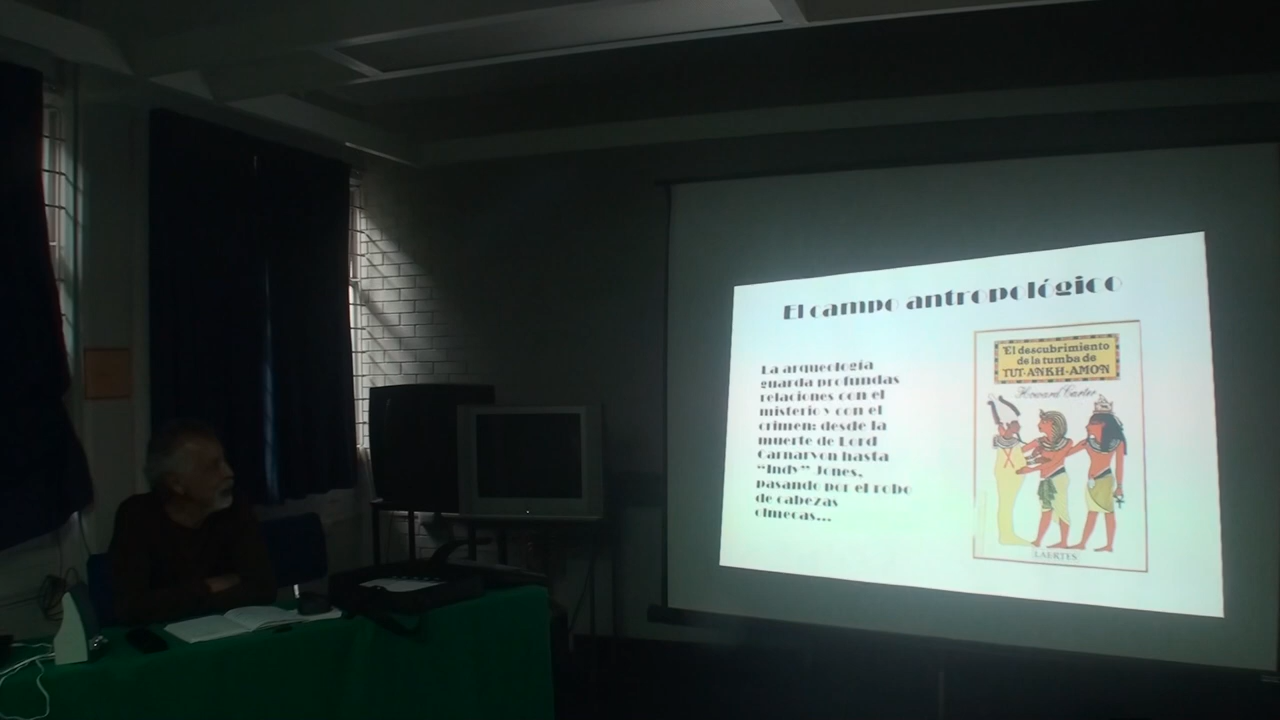 El campo antropológico
La arqueología
guarda profundas
relaciones con el
misterio y con el
crimen: desde la
muerte de Lord
Carnarvon hasta
“Indy” Jones,
pasando por el robo
de cabezas
olmecas...
El descubrimiento
de la tumba de
TUT-ANKH-AMON
Howard Carter
LAERTES